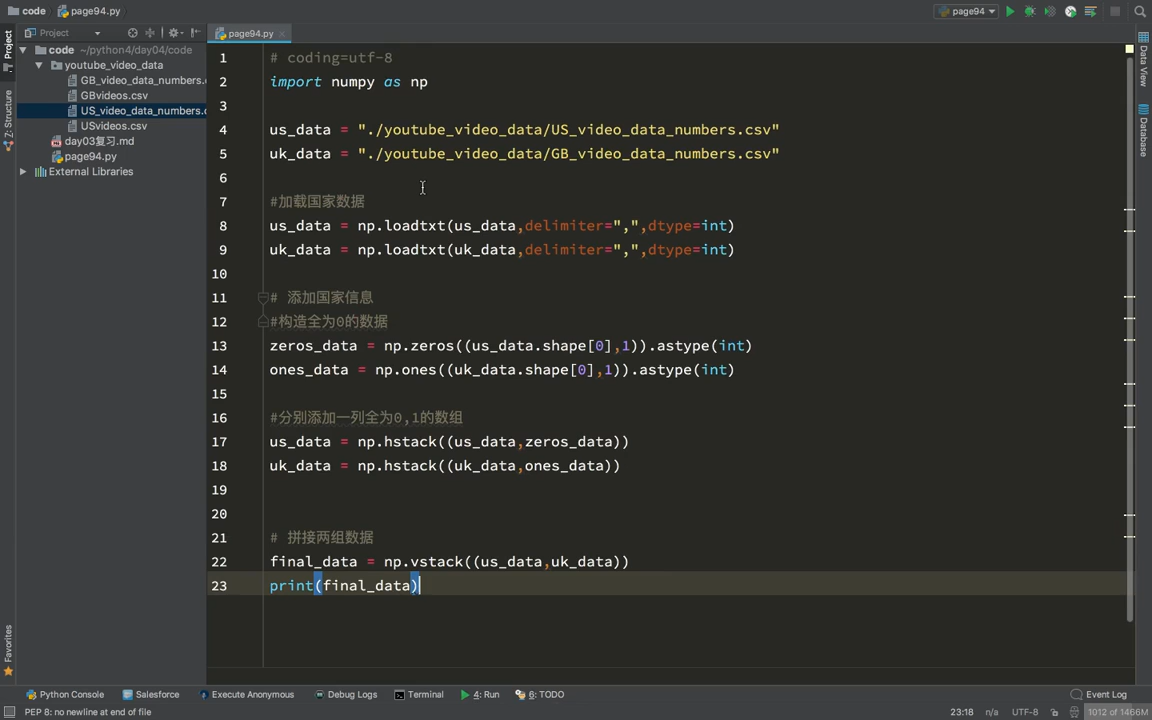 code
page94.py
page94
Project
page94.py
1: Project
code ~/python4/day04/code
youtube_video_data
GB_video_data_numbers.c
GBvideos.csv
US_video_data_numbers.c
USvideos.csv
day03复习.md
page94.py
External Libraries
Z: Structure
Favorites
Data View
Database
1 # coding=utf-8
2 import numpy as np
3
4 us_data = "./youtube_video_data/US_video_data_numbers.csv"
5 uk_data = "./youtube_video_data/GB_video_data_numbers.csv"
6
7 #加载国家数据
8 us_data = np.loadtxt(us_data,delimiter=",",dtype=int)
9 uk_data = np.loadtxt(uk_data,delimiter=",",dtype=int)
10
11 # 添加国家信息
12 #构造全为0的数据
13 zeros_data = np.zeros((us_data.shape[0],1)).astype(int)
14 ones_data = np.ones((uk_data.shape[0],1)).astype(int)
15
16 #分别添加一列全为0,1的数组
17 us_data = np.hstack((us_data,zeros_data))
18 uk_data = np.hstack((uk_data,ones_data))
19
20
21 # 拼接两组数据
22 final_data = np.vstack((us_data,uk_data))
23 print(final_data)
Python Console
Salesforce
Execute Anonymous
Debug Logs
Terminal
4: Run
6: TODO
Event Log
PEP 8: no newline at end of file
23:18
n/a
UTF-8
1012 of 1466M